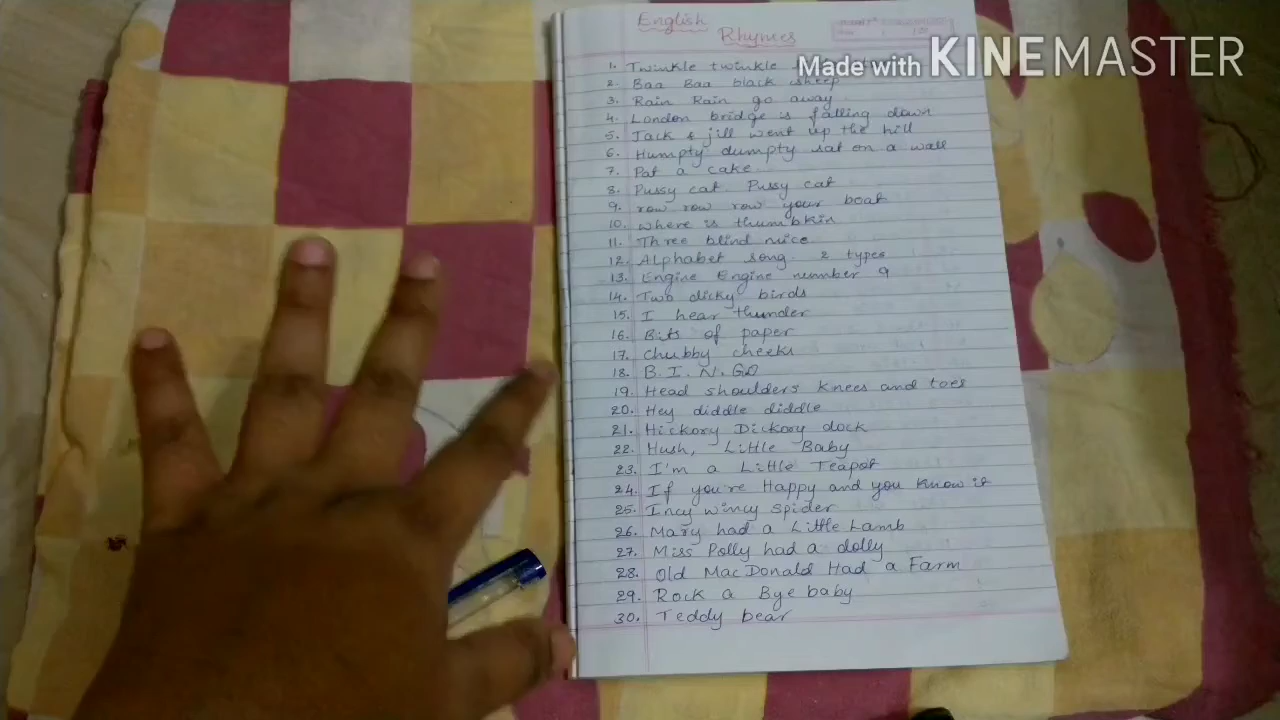 English
Rhymes
Made with KINEMASTER
1. Twinkle twinkle
2. Baa Baa black sheep
3. Rain Rain go away
4. London bridge is falling down
5. Jack & jill went up the hill
6. Humpty dumpty sat on a wall
7. Pat a cake
8. Pussy cat Pussy cat
9. row row row your boat
10. where is thumbkin
11. Three blind mice
12. Alphabet song. 2 types
13. Engine Engine number 9
14. Two dicky birds
15. I hear thunder
16. Bits of paper
17. Chubby cheeks
18. B. I. N. GO
19. Head shoulders knees and toes
20. Hey diddle diddle
21. Hickory Dickory dock
22. Hush, Little Baby
23. I'm a Little Teapot
24. If you're Happy and you know it
25. Incy wincy Spider
26. Mary had a Little Lamb
27. Miss Polly had a dolly
28. Old MacDonald Had a Farm
29. Rock a Bye baby
30. Teddy bear